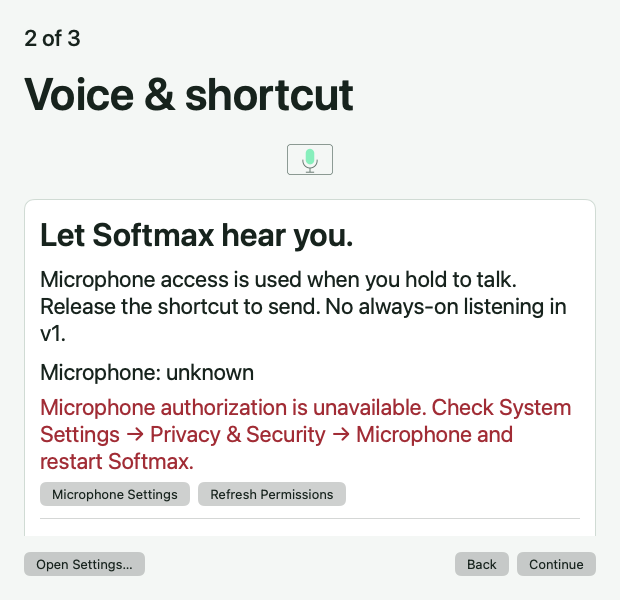 2 of 3
Voice & shortcut
Let Softmax hear you.
Microphone access is used when you hold to talk.
Release the shortcut to send. No always-on listening in
v1.
Microphone: unknown
Microphone authorization is unavailable. Check System
Settings → Privacy & Security → Microphone and
restart Softmax.
Microphone Settings Refresh Permissions
Open Settings... Back Continue